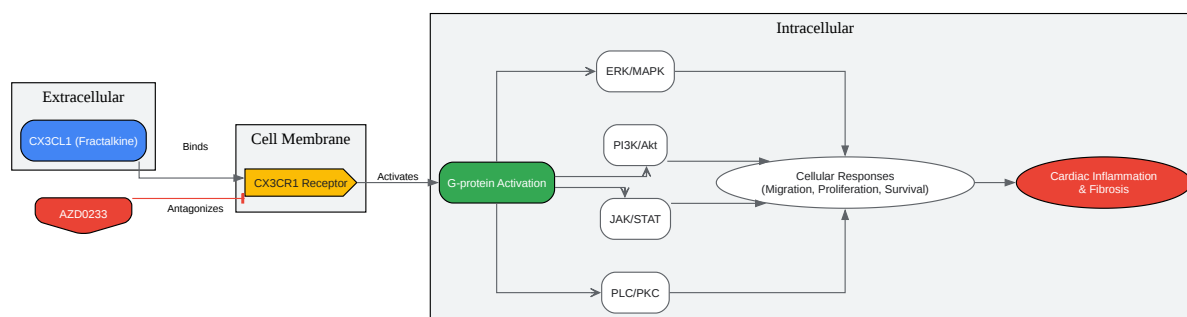 Extracellular
CX3CL1 (Fractalkine)
AZD0233
Binds
Antagonizes
Cell Membrane
CX3CR1 Receptor
Activates
Intracellular
G-protein Activation
ERK/MAPK
PI3K/Akt
JAK/STAT
PLC/PKC
Cellular Responses
(Migration, Proliferation, Survival)
Cardiac Inflammation
& Fibrosis